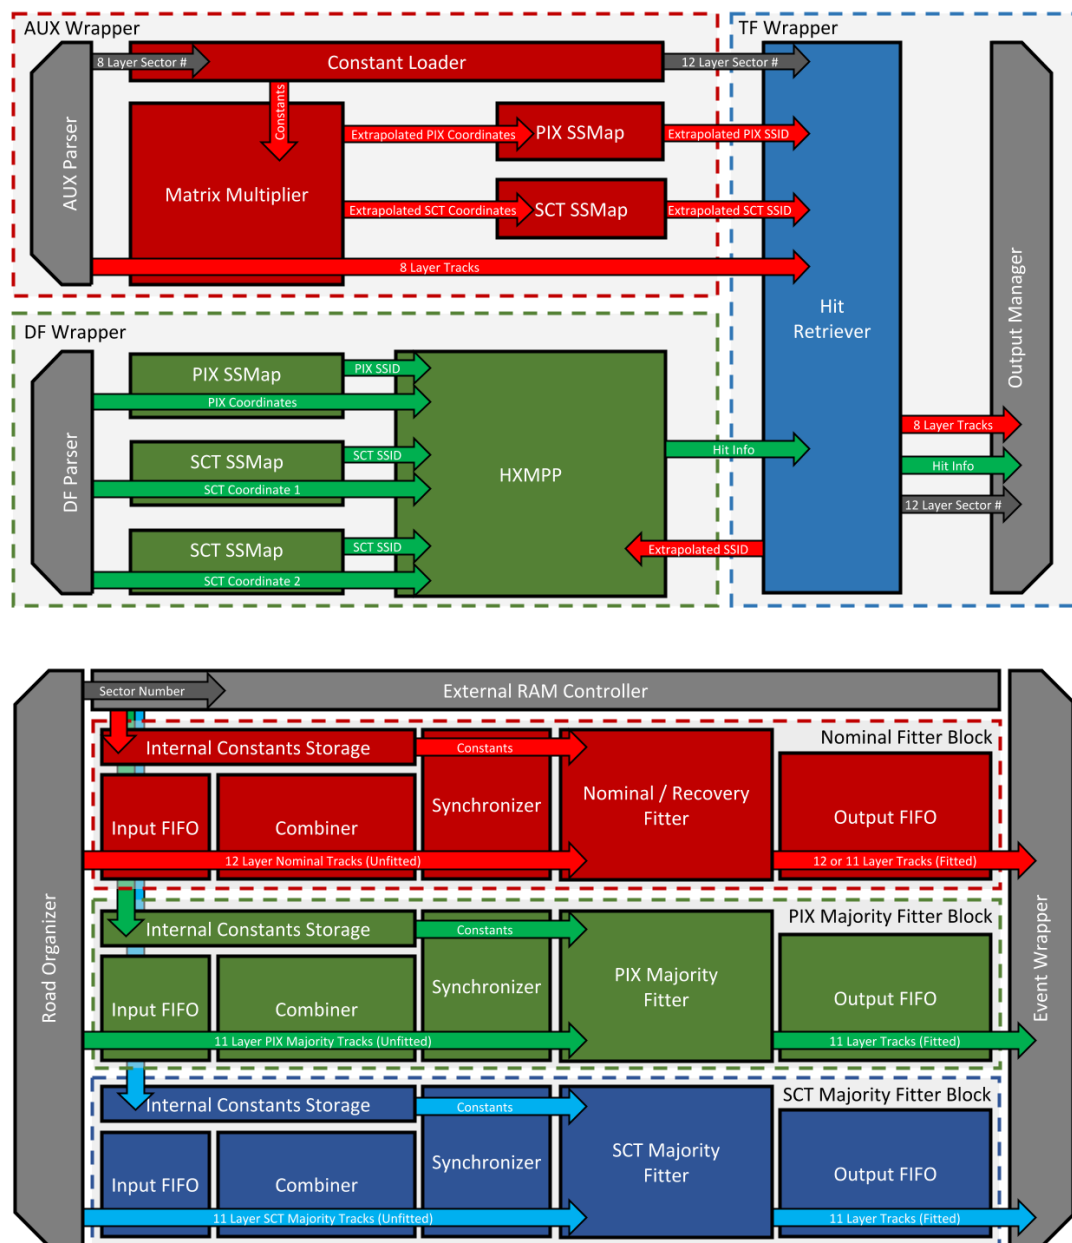 AUX Wrapper
TF Wrapper
AUX Parser
8 Layer Sector #
Constant Loader
12 Layer Sector #
Constants
Matrix Multiplier
Extrapolated PIX Coordinates
PIX SSMap
Extrapolated PIX SSID
Extrapolated SCT Coordinates
SCT SSMap
Extrapolated SCT SSID
8 Layer Tracks
Hit
Retriever
Output Manager
DF Wrapper
DF Parser
PIX SSMap
PIX SSID
PIX Coordinates
SCT SSMap
SCT SSID
SCT Coordinate 1
SCT SSMap
SCT SSID
SCT Coordinate 2
HXMPP
Hit Info
Extrapolated SSID
8 Layer Tracks
Hit Info
12 Layer Sector #
Road Organizer
Sector Number
External RAM Controller
Event Wrapper
Nominal Fitter Block
Internal Constants Storage
Constants
Input FIFO
Combiner
Synchronizer
Nominal / Recovery
Fitter
Output FIFO
12 Layer Nominal Tracks (Unfitted)
12 or 11 Layer Tracks (Fitted)
PIX Majority Fitter Block
Internal Constants Storage
Constants
Input FIFO
Combiner
Synchronizer
PIX Majority
Fitter
Output FIFO
11 Layer PIX Majority Tracks (Unfitted)
11 Layer Tracks (Fitted)
SCT Majority Fitter Block
Internal Constants Storage
Constants
Input FIFO
Combiner
Synchronizer
SCT Majority
Fitter
Output FIFO
11 Layer SCT Majority Tracks (Unfitted)
11 Layer Tracks (Fitted)